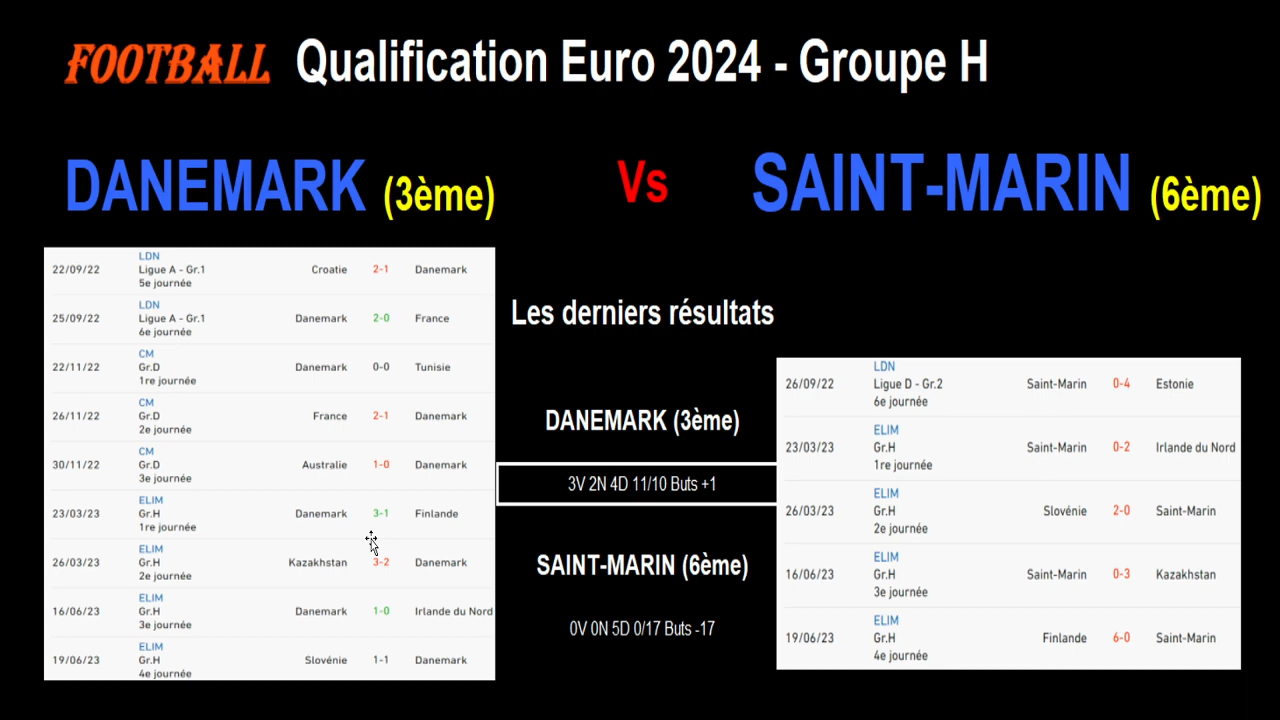 FOOTBALL Qualification Euro 2024 - Groupe H
DANEMARK (3ème) Vs SAINT-MARIN (6ème)
LDN
22/09/22 Ligue A - Gr.1 Croatie 2-1 Danemark
5e journée
LDN
25/09/22 Ligue A - Gr.1 Danemark 2-0 France
6e journée
CM
22/11/22 Gr.D Danemark 0-0 Tunisie
1re journée
CM
26/11/22 Gr.D France 2-1 Danemark
2e journée
CM
30/11/22 Gr.D Australie 1-0 Danemark
3e journée
ELIM
23/03/23 Gr.H Danemark 3-1 Finlande
1re journée
ELIM
26/03/23 Gr.H Kazakhstan 3-2 Danemark
2e journée
ELIM
16/06/23 Gr.H Danemark 1-0 Irlande du Nord
3e journée
ELIM
19/06/23 Gr.H Slovénie 1-1 Danemark
4e journée
Les derniers résultats
DANEMARK (3ème)
3V 2N 4D 11/10 Buts +1
SAINT-MARIN (6ème)
0V 0N 5D 0/17 Buts -17
LDN
26/09/22 Ligue D - Gr.2 Saint-Marin 0-4 Estonie
6e journée
ELIM
23/03/23 Gr.H Saint-Marin 0-2 Irlande du Nord
1re journée
ELIM
26/03/23 Gr.H Slovénie 2-0 Saint-Marin
2e journée
ELIM
16/06/23 Gr.H Saint-Marin 0-3 Kazakhstan
3e journée
ELIM
19/06/23 Gr.H Finlande 6-0 Saint-Marin
4e journée